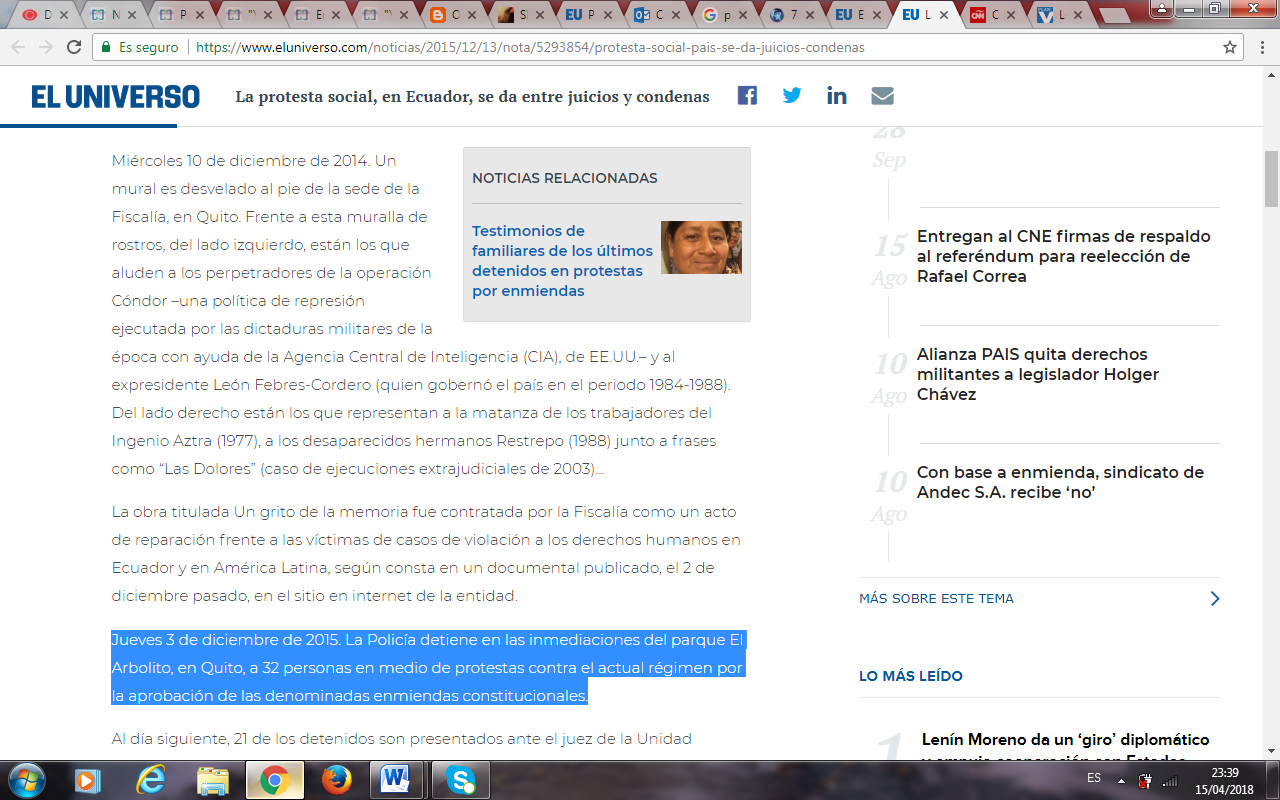 D
N
P
"\
E
"\
C
S
EU P
C
p
7
EU E
EU L
C
L
Es seguro | https://www.eluniverso.com/noticias/2015/12/13/nota/5293854/protesta-social-pais-se-da-juicios-condenas
EL UNIVERSO La protesta social, en Ecuador, se da entre juicios y condenas
Miércoles 10 de diciembre de 2014. Un
mural es desvelado al pie de la sede de la
Fiscalía, en Quito. Frente a esta muralla de
rostros, del lado izquierdo, están los que
aluden a los perpetradores de la operación
Cóndor –una política de represión
ejecutada por las dictaduras militares de la
época con ayuda de la Agencia Central de Inteligencia (CIA), de EE.UU.– y al
expresidente León Febres-Cordero (quien gobernó el país en el periodo 1984-1988).
Del lado derecho están los que representan a la matanza de los trabajadores del
Ingenio Aztra (1977), a los desaparecidos hermanos Restrepo (1988) junto a frases
como “Las Dolores” (caso de ejecuciones extrajudiciales de 2003)...
NOTICIAS RELACIONADAS
Testimonios de
familiares de los últimos
detenidos en protestas
por enmiendas
La obra titulada Un grito de la memoria fue contratada por la Fiscalía como un acto
de reparación frente a las víctimas de casos de violación a los derechos humanos en
Ecuador y en América Latina, según consta en un documental publicado, el 2 de
diciembre pasado, en el sitio en internet de la entidad.
Jueves 3 de diciembre de 2015. La Policía detiene en las inmediaciones del parque El
Arbolito, en Quito, a 32 personas en medio de protestas contra el actual régimen por
la aprobación de las denominadas enmiendas constitucionales.
Al día siguiente, 21 de los detenidos son presentados ante el juez de la Unidad
28
Sep
15
Ago
Entregan al CNE firmas de respaldo
al referéndum para reelección de
Rafael Correa
10
Ago
Alianza PAIS quita derechos
militantes a legislador Holger
Chávez
10
Ago
Con base a enmienda, sindicato de
Andec S.A. recibe ‘no’
MÁS SOBRE ESTE TEMA
LO MÁS LEÍDO
1
Lenín Moreno da un ‘giro’ diplomático
ES
23:39
15/04/2018